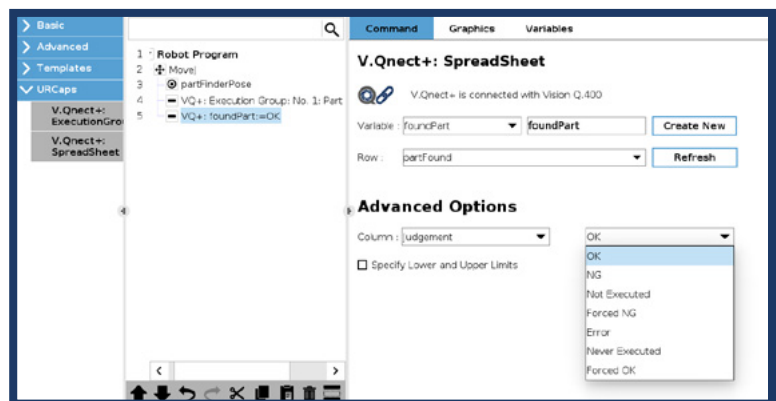 Basic
Advanced
Templates
URCaps
V.Qnect+:
ExecutionGro
V.Qnect+:
SpreadSheet
1 Robot Program
2 MoveJ
3 partFinderPose
4 VQ+: Execution Group: No. 1: Part
5 VQ+: foundPart:=OK
Command Graphics Variables
V.Qnect+: SpreadSheet
V.Qnect+ is connected with Vision Q.400
Variable : foundPart foundPart Create New
Row : partFound Refresh
Advanced Options
Column : Judgement OK
Specify Lower and Upper Limits
OK
NG
Not Executed
Forced NG
Error
Never Executed
Forced OK